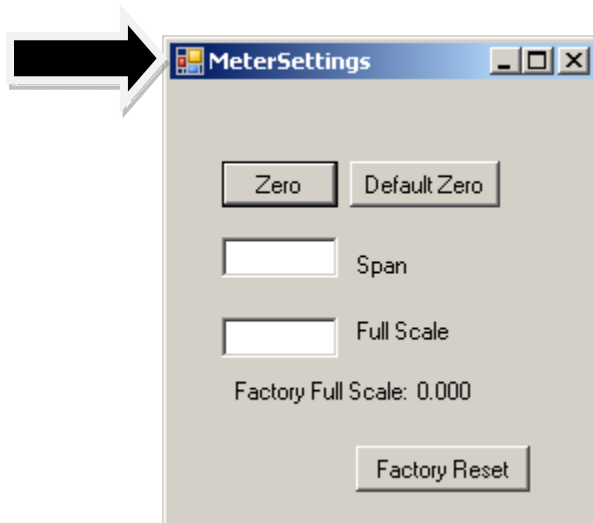 MeterSettings
Zero Default Zero
Span
Full Scale
Factory Full Scale: 0.000
Factory Reset